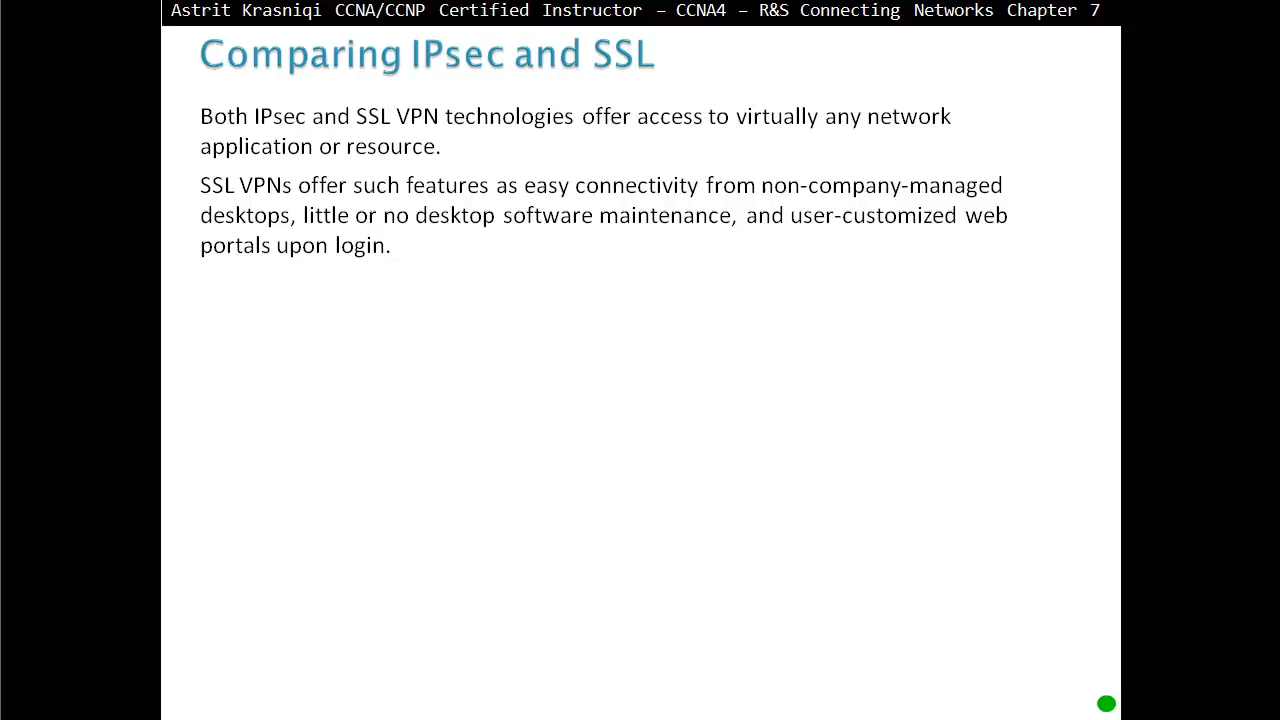 Astrit Krasniqi CCNA/CCNP Certified Instructor – CCNA4 – R&S Connecting Networks Chapter 7
Comparing IPsec and SSL
Both IPsec and SSL VPN technologies offer access to virtually any network
application or resource.
SSL VPNs offer such features as easy connectivity from non-company-managed
desktops, little or no desktop software maintenance, and user-customized web
portals upon login.